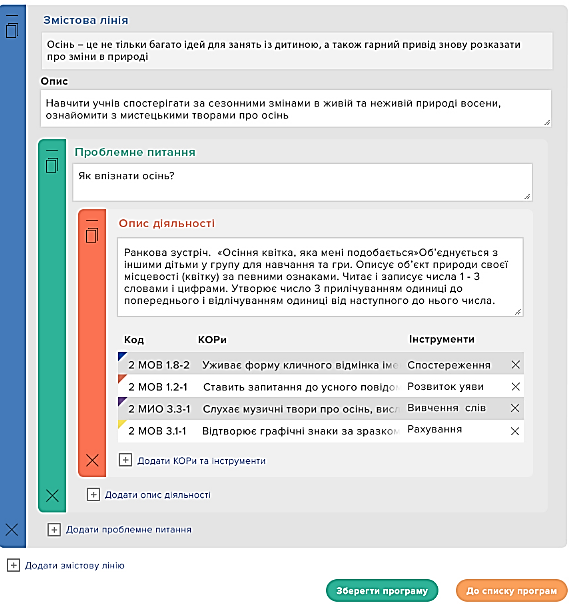 Змістова лінія
Осінь – це не тільки багато ідей для занять із дитиною, а також гарний привід знову розказати
про зміни в природі
Опис
Навчити учнів спостерігати за сезонними змінами в живій та неживій природі восени,
ознайомити з мистецькими творами про осінь
Проблемне питання
Як впізнати осінь?
Опис діяльності
Ранкова зустріч. «Осіння квітка, яка мені подобається»Об’єднується з
іншими дітьми у групу для навчання та гри. Описує об’єкт природи своєї
місцевості (квітку) за певними ознаками. Читає і записує числа 1 - 3
словами і цифрами. Утворює число 3 прилічуванням одиниці до
попереднього і відлічуванням одиниці від наступного до нього числа.
Код КОРи Інструменти
2 МОВ 1.8-2 Уживає форму кличного відмінка іме Спостереження
2 МОВ 1.2-1 Ставить запитання до усного повідом Розвиток уяви
2 МИО 3.3-1 Слухає музичні твори про осінь, висл Вивчення слів
2 МОВ 3.1-1 Відтворює графічні знаки за зразком Рахування
Додати КОРи та інструменти
Додати опис діяльності
Додати проблемне питання
Додати змістову лінію
Зберегти програму До списку програм